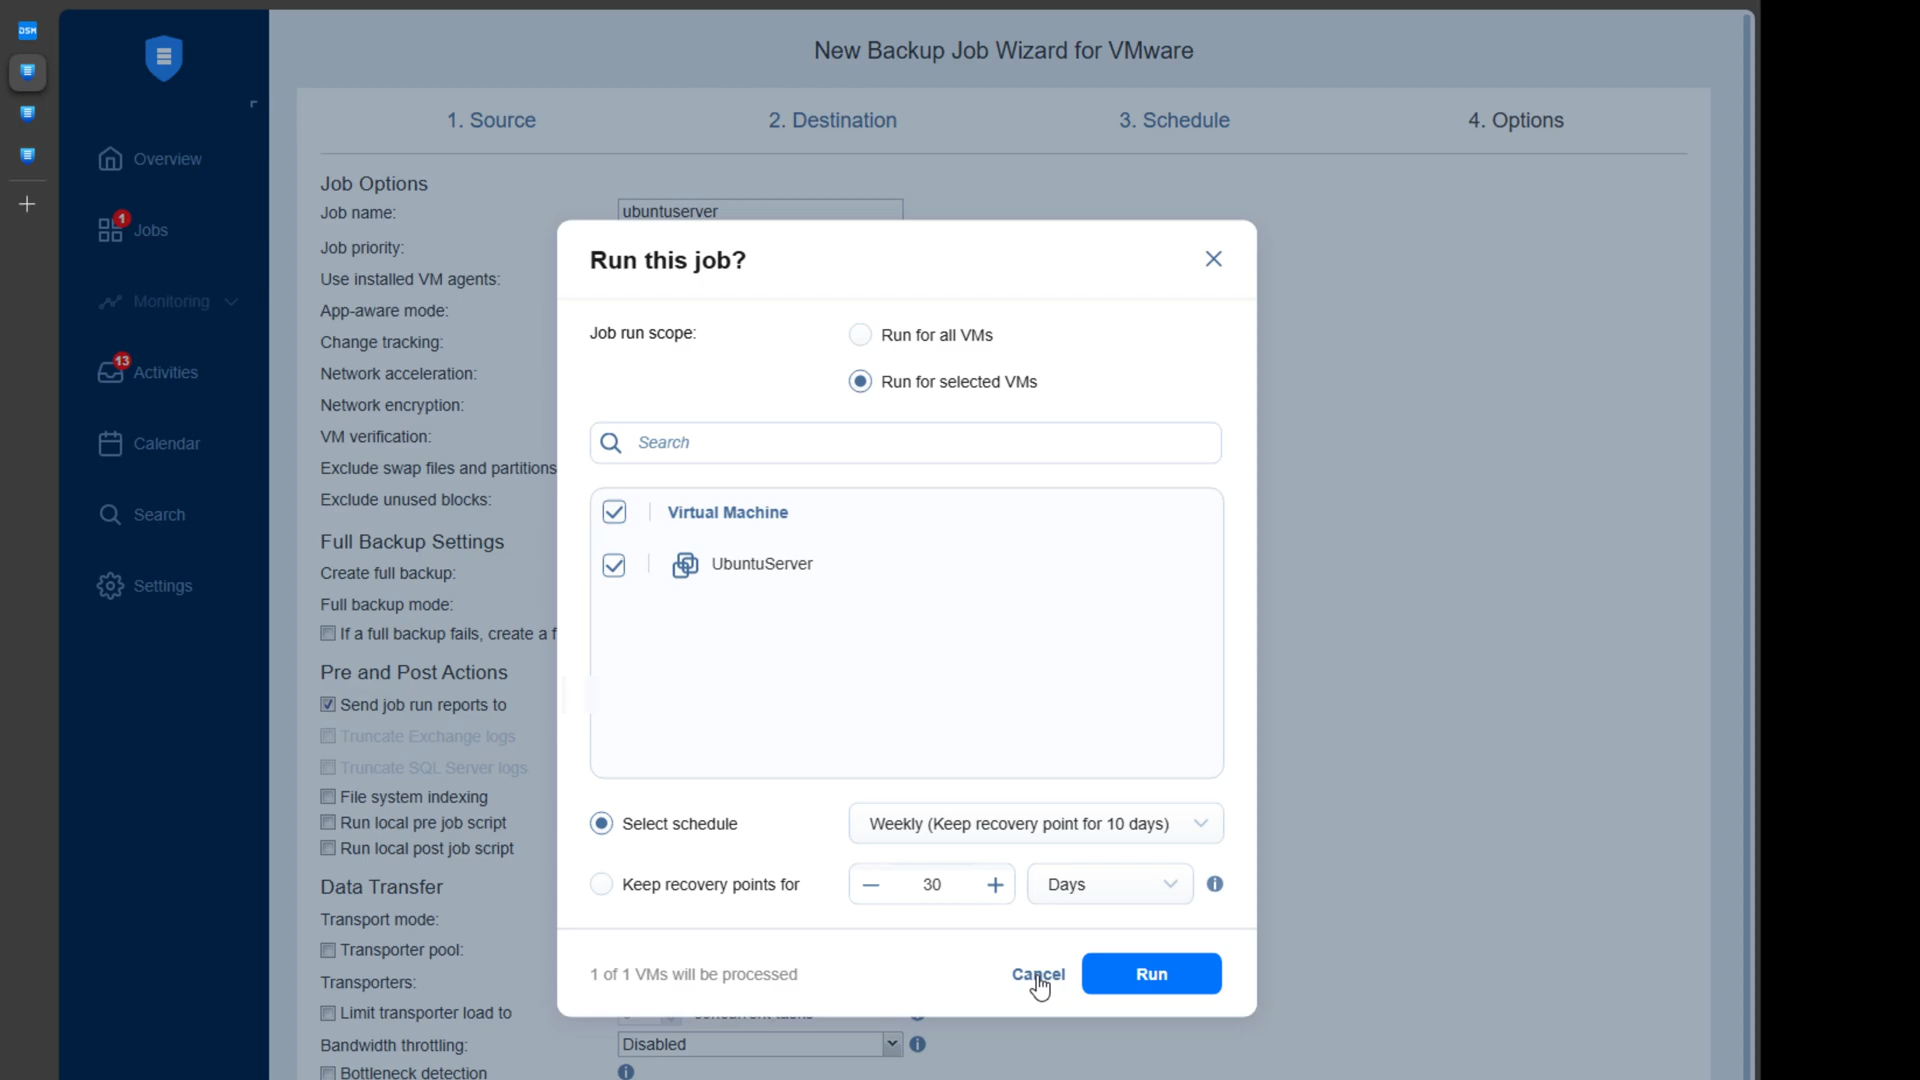 DSM
New Backup Job Wizard for VMware
1. Source
2. Destination
3. Schedule
4. Options
Overview
1
Jobs
Monitoring
13
Activities
Calendar
Search
Settings
Job Options
Job name:
ubuntuserver
Job priority:
Use installed VM agents:
App-aware mode:
Change tracking:
Network acceleration:
Network encryption:
VM verification:
Exclude swap files and partitions
Exclude unused blocks:
Full Backup Settings
Create full backup:
Full backup mode:
If a full backup fails, create a f
Pre and Post Actions
Send job run reports to
Truncate Exchange logs
Truncate SQL Server logs
File system indexing
Run local pre job script
Run local post job script
Data Transfer
Transport mode:
Transporter pool:
Transporters:
Limit transporter load to
concurrent tasks
Bandwidth throttling:
Disabled
Bottleneck detection
Run this job?
Job run scope:
Run for all VMs
Run for selected VMs
Search
Virtual Machine
UbuntuServer
Select schedule
Weekly (Keep recovery point for 10 days)
Keep recovery points for
30
Days
1 of 1 VMs will be processed
Cancel
Run